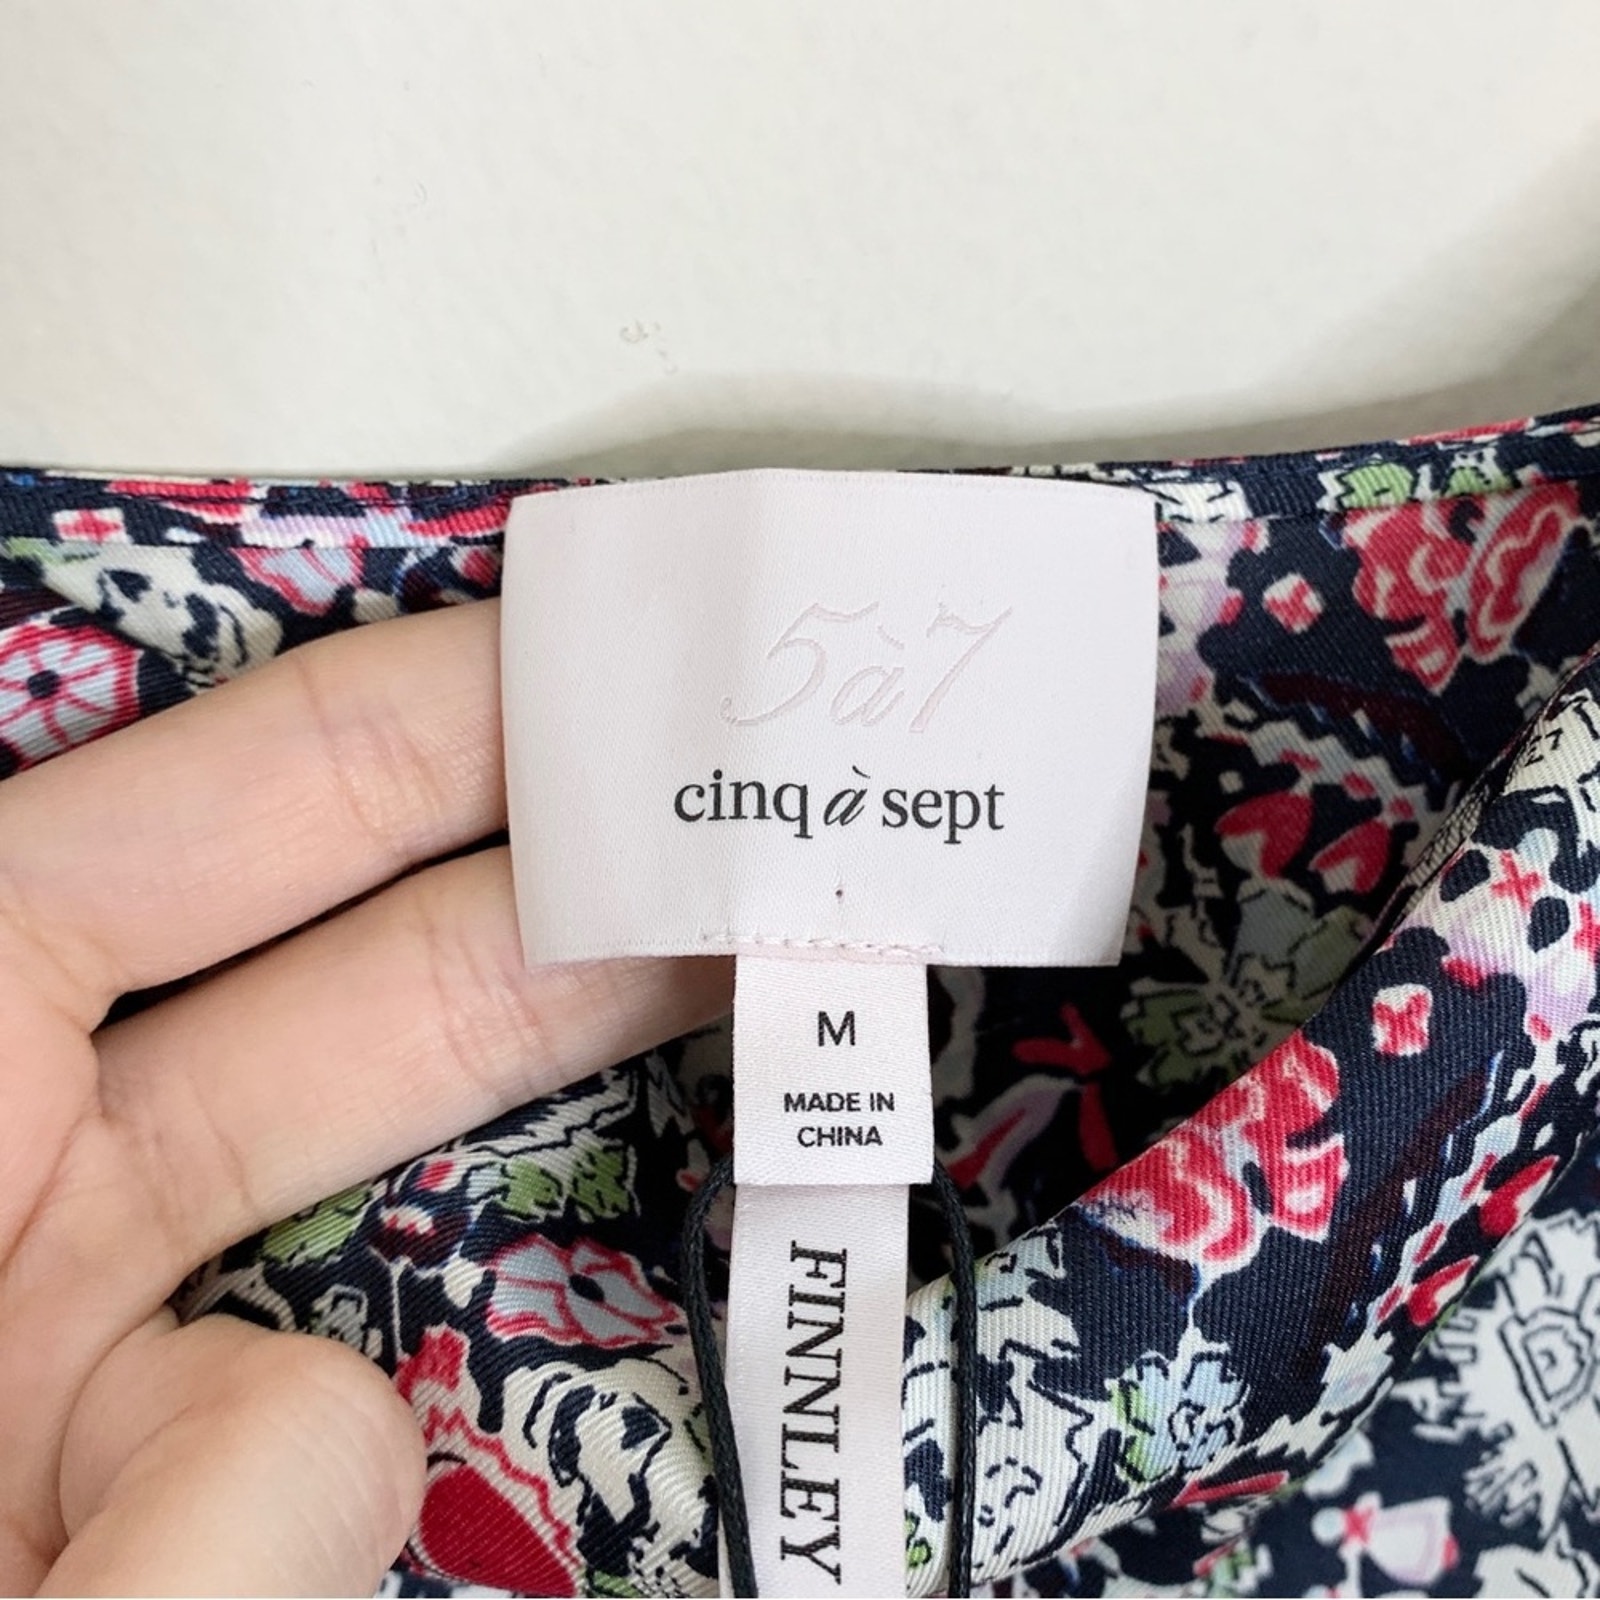 5à7
cinq à sept
M
MADE IN
CHINA
FINNLEY